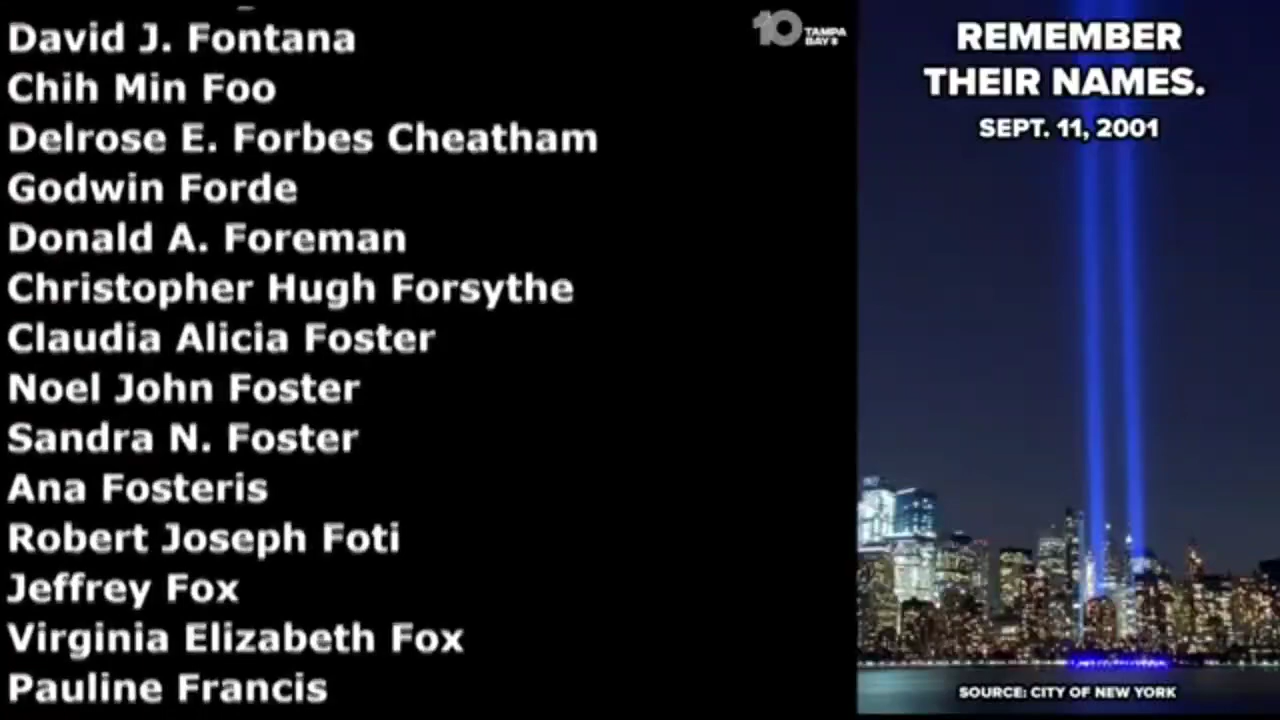 David J. Fontana
Chih Min Foo
Delrose E. Forbes Cheatham
Godwin Forde
Donald A. Foreman
Christopher Hugh Forsythe
Claudia Alicia Foster
Noel John Foster
Sandra N. Foster
Ana Fosteris
Robert Joseph Foti
Jeffrey Fox
Virginia Elizabeth Fox
Pauline Francis
10 TAMPA
BAY
REMEMBER
THEIR NAMES.
SEPT. 11, 2001
SOURCE: CITY OF NEW YORK